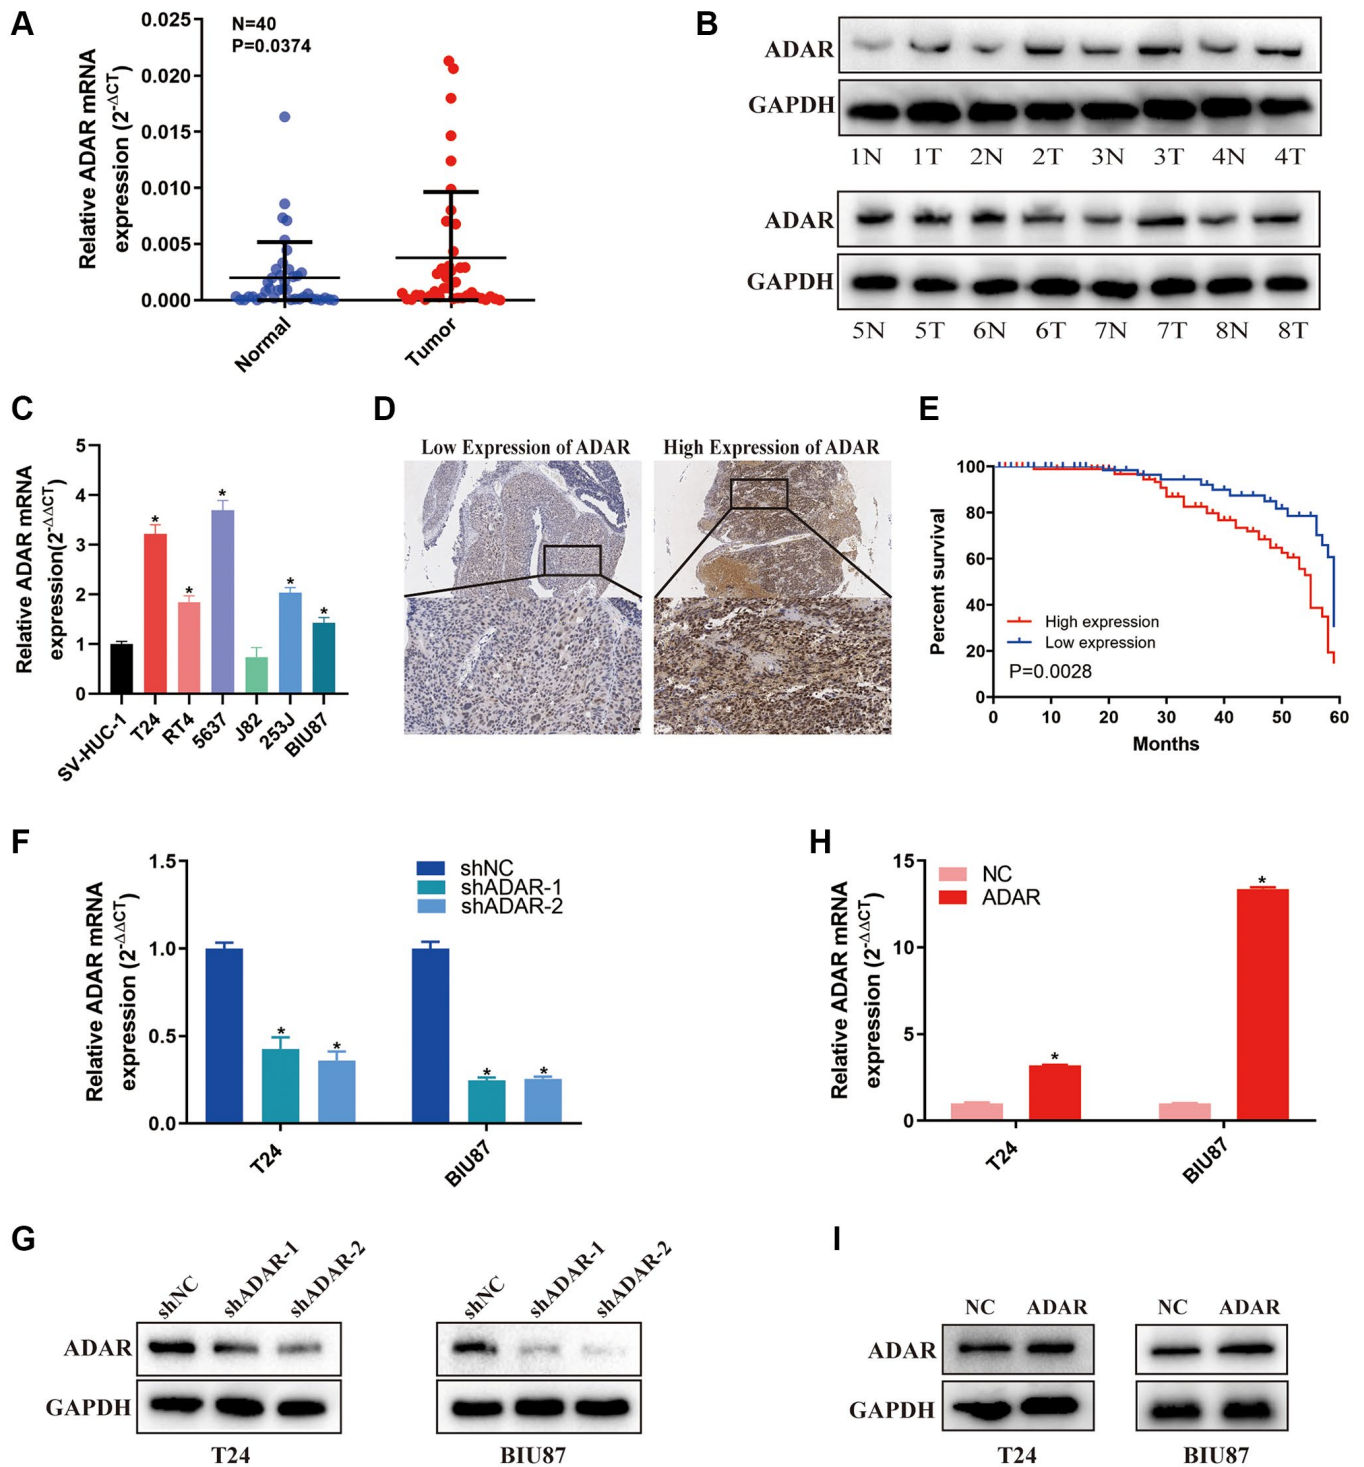 A
N=40
P=0.0374
Relative ADAR mRNA
expression (2-ΔCT)
0.025
0.020
0.015
0.010
0.005
0.000
Normal
Tumor
B
ADAR
GAPDH
1N 1T 2N 2T 3N 3T 4N 4T
ADAR
GAPDH
5N 5T 6N 6T 7N 7T 8N 8T
C
Relative ADAR mRNA
expression(2-ΔΔCT)
5
4
3
2
1
0
* * * * *
SV-HUC-1 T24 RT4 5637 J82 253J BIU87
D
Low Expression of ADAR
High Expression of ADAR
E
Percent survival
100
80
60
40
20
0
High expression
Low expression
P=0.0028
0 10 20 30 40 50 60
Months
F
Relative ADAR mRNA
expression (2-ΔΔCT)
1.5
1.0
0.5
0.0
shNC
shADAR-1
shADAR-2
* * * *
T24
BIU87
H
Relative ADAR mRNA
expression (2-ΔΔCT)
15
10
5
0
NC
ADAR
* *
T24
BIU87
G
shNC shADAR-1 shADAR-2
shNC shADAR-1 shADAR-2
ADAR
GAPDH
T24
BIU87
I
NC ADAR
NC ADAR
ADAR
GAPDH
T24
BIU87